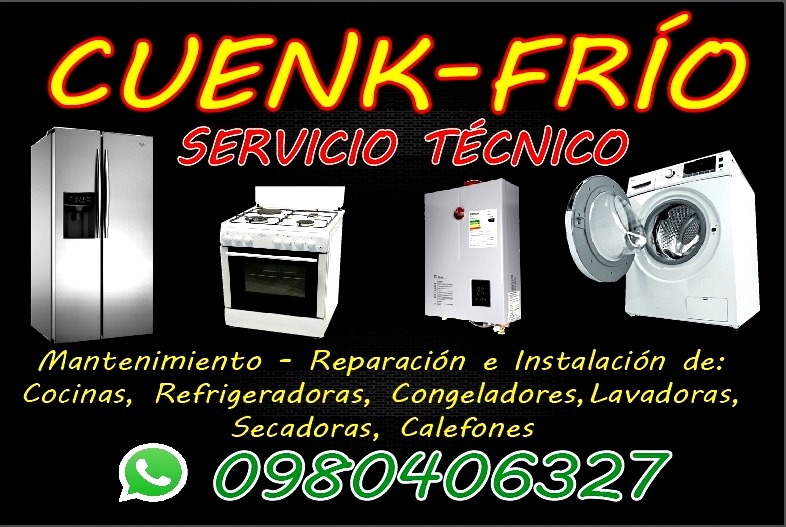 CUENK-FRÍO
SERVICIO TÉCNICO
Mantenimiento - Reparación e Instalación de:
Cocinas, Refrigeradoras, Congeladores, Lavadoras,
Secadoras, Calefones
0980406327